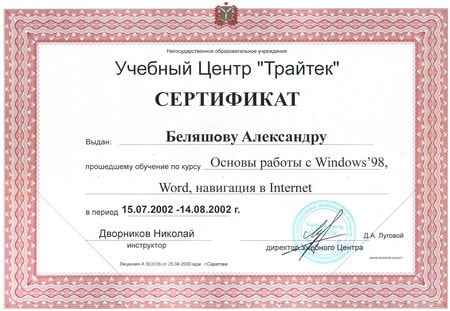 Негосударственное образовательное учреждение
Учебный Центр "Трайтек"
СЕРТИФИКАТ
Выдан: Беляшову Александру
прошедшему обучение по курсу Основы работы с Windows'98,
Word, навигация в Internet
в период 15.07.2002 -14.08.2002 г.
Дворников Николай
инструктор
Д.А. Луговой
директор Учебного Центра
Лицензия А 563336 от 25.04.2000 выдан г.Саратова